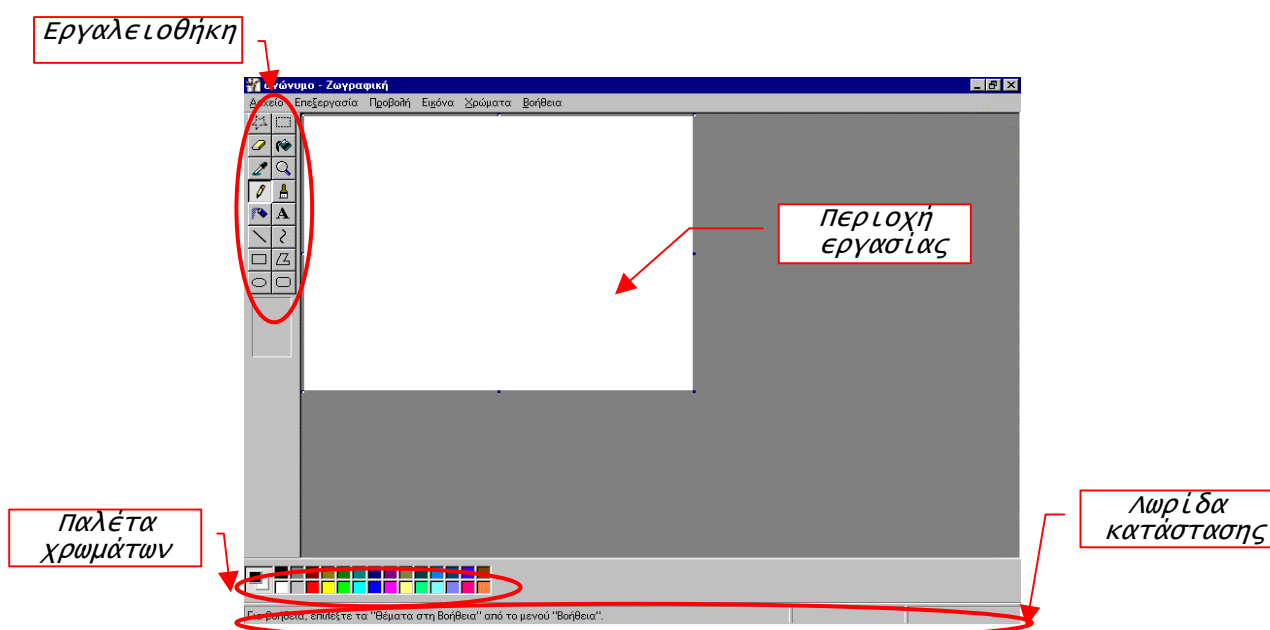 Εργαλειοθήκη
ανώνυμο - Ζωγραφική
Αρχείο Επεξεργασία Προβολή Εικόνα Χρώματα Βοήθεια
A
Περιοχή
εργασίας
Λωρίδα
κατάστασης
Παλέτα
χρωμάτων
Για βοήθεια, επιλέξτε τα "Θέματα στη Βοήθεια" από το μενού "Βοήθεια".